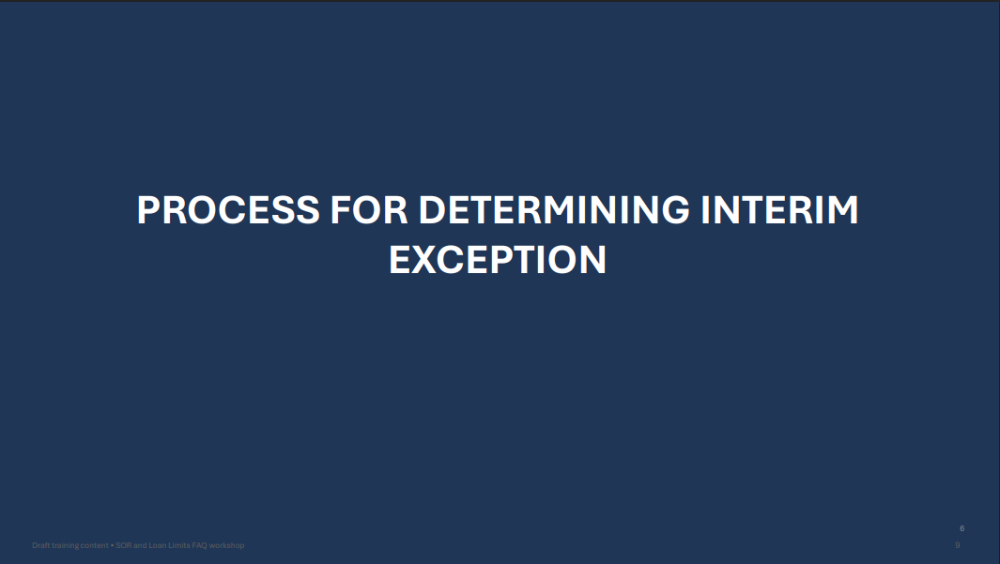 PROCESS FOR DETERMINING INTERIM
EXCEPTION
6
Draft training content • SOR and Loan Limits FAQ workshop
9